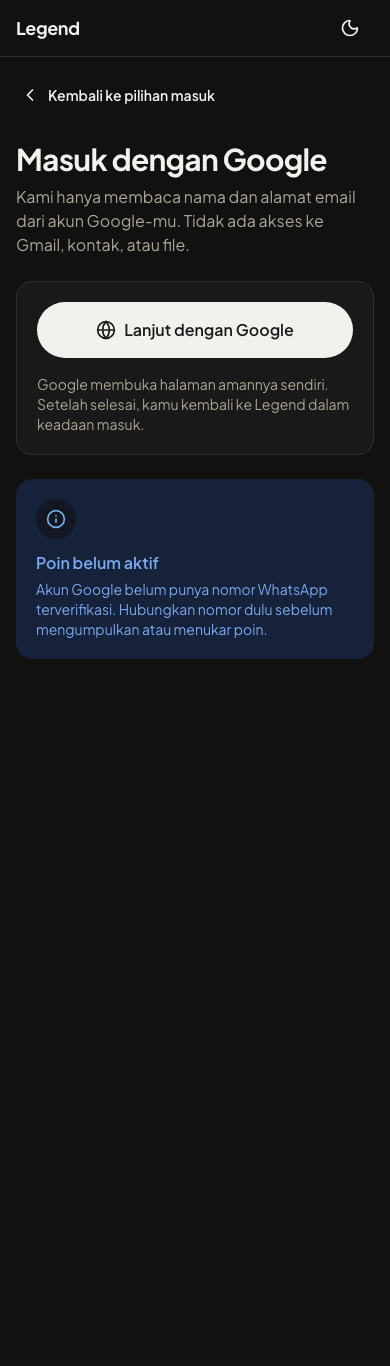 Legend
Kembali ke pilihan masuk
Masuk dengan Google
Kami hanya membaca nama dan alamat email
dari akun Google-mu. Tidak ada akses ke
Gmail, kontak, atau file.
Lanjut dengan Google
Google membuka halaman amannya sendiri.
Setelah selesai, kamu kembali ke Legend dalam
keadaan masuk.
Poin belum aktif
Akun Google belum punya nomor WhatsApp
terverifikasi. Hubungkan nomor dulu sebelum
mengumpulkan atau menukar poin.